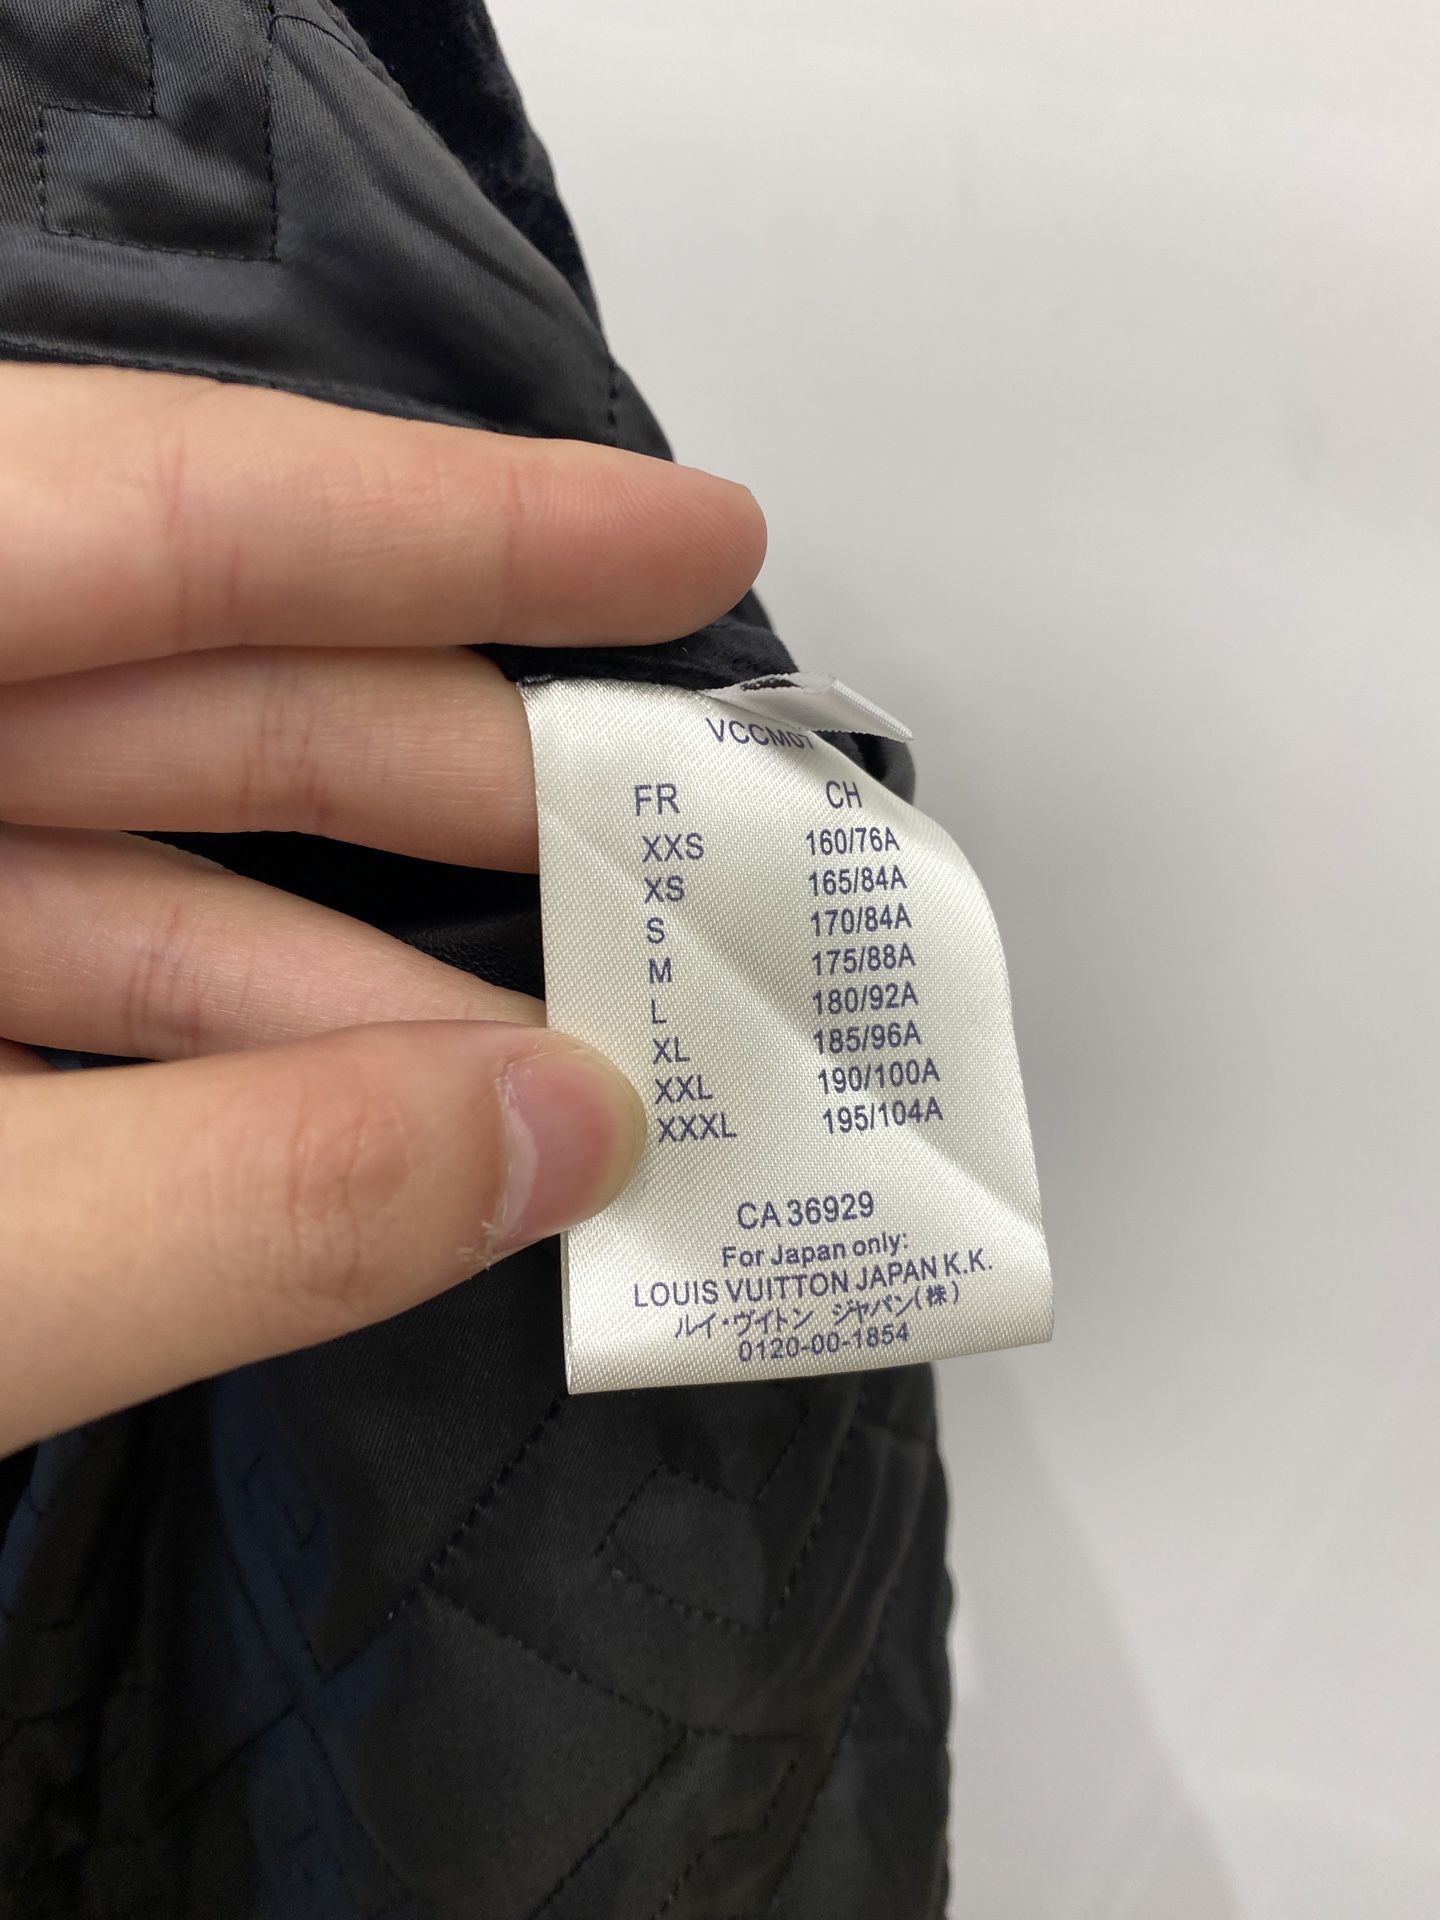 VCCM07
FR CH
XXS 160/76A
XS 165/84A
S 170/84A
M 175/88A
L 180/92A
XL 185/96A
XXL 190/100A
XXXL 195/104A
CA 36929
For Japan only:
LOUIS VUITTON JAPAN K.K.
ルイ・ヴィトン ジャパン(株)
0120-00-1854